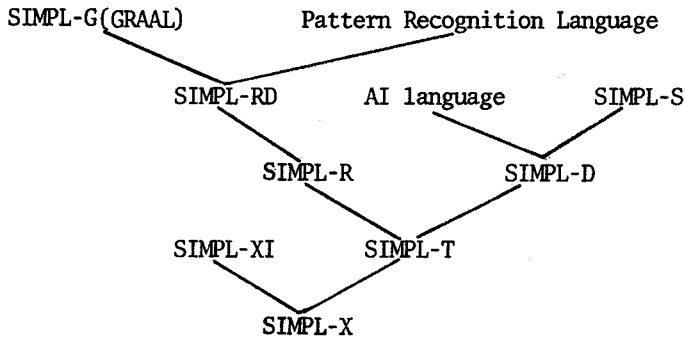 SIMPL-G(GRAAL) Pattern Recognition Language
SIMPL-RD AI language SIMPL-S
SIMPL-R SIMPL-D
SIMPL-XI SIMPL-T
SIMPL-X